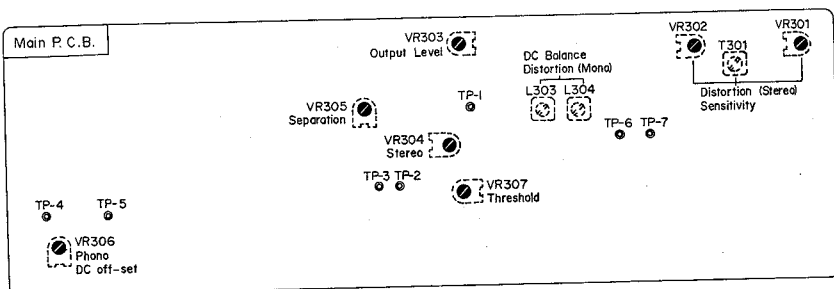 Main P. C. B.
VR303
Output Level
VR302
VR301
T301
DC Balance
Distortion (Mono)
L303 L304
Distortion (Stereo)
Sensitivity
VR305
Separation
TP-1
TP-6 TP-7
VR304
Stereo
TP-3 TP-2
VR307
Threshold
TP-4 TP-5
VR306
Phono
DC off-set